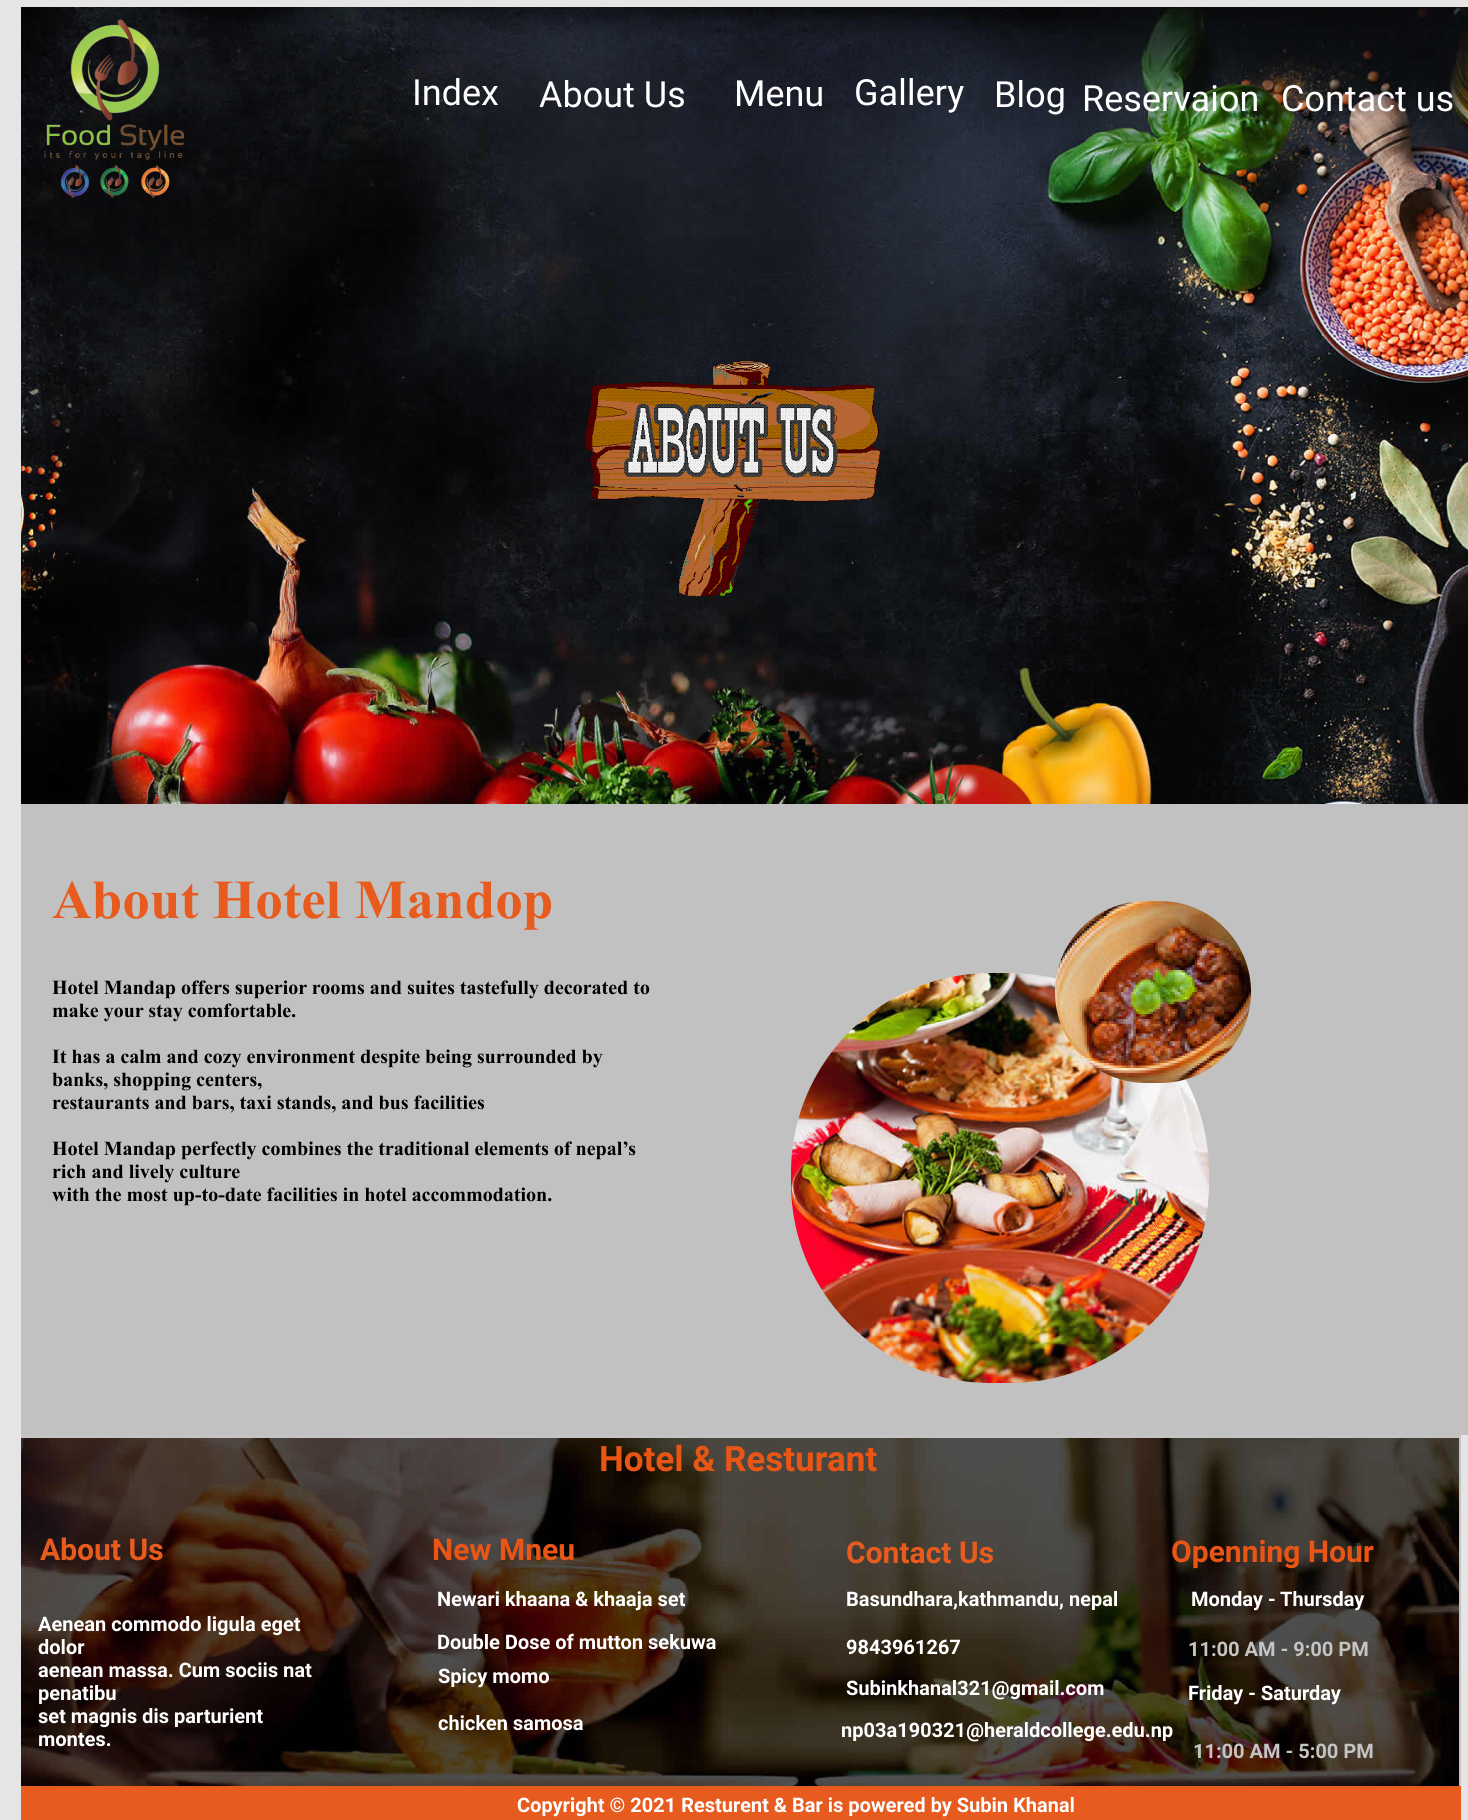 Food Style
its for your tag line
Index About Us Menu Gallery Blog Reservaion Contact us
ABOUT US
About Hotel Mandop
Hotel Mandap offers superior rooms and suites tastefully decorated to
make your stay comfortable.
It has a calm and cozy environment despite being surrounded by
banks, shopping centers,
restaurants and bars, taxi stands, and bus facilities
Hotel Mandap perfectly combines the traditional elements of nepal’s
rich and lively culture
with the most up-to-date facilities in hotel accommodation.
Hotel & Resturant
About Us
Aenean commodo ligula eget
dolor
aenean massa. Cum sociis nat
penatibu
set magnis dis parturient
montes.
New Mneu
Newari khaana & khaaja set
Double Dose of mutton sekuwa
Spicy momo
chicken samosa
Contact Us
Basundhara,kathmandu, nepal
9843961267
Subinkhanal321@gmail.com
np03a190321@heraldcollege.edu.np
Openning Hour
Monday - Thursday
11:00 AM - 9:00 PM
Friday - Saturday
11:00 AM - 5:00 PM
Copyright © 2021 Resturent & Bar is powered by Subin Khanal